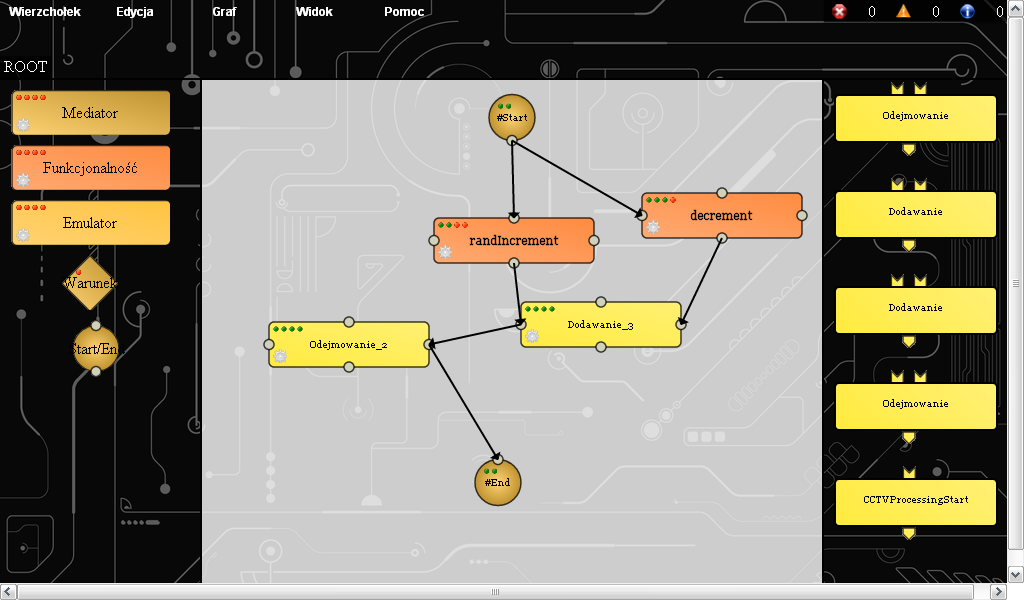 Wierzchołek Edycja Graf Widok Pomoc 0 0 0
ROOT
Mediator
Funkcjonalność
Emulator
Warunek
Start/End
#Start
randIncrement
decrement
Odejmowanie_2
Dodawanie_3
#End
Odejmowanie
Dodawanie
Dodawanie
Odejmowanie
CCTVProcessingStart